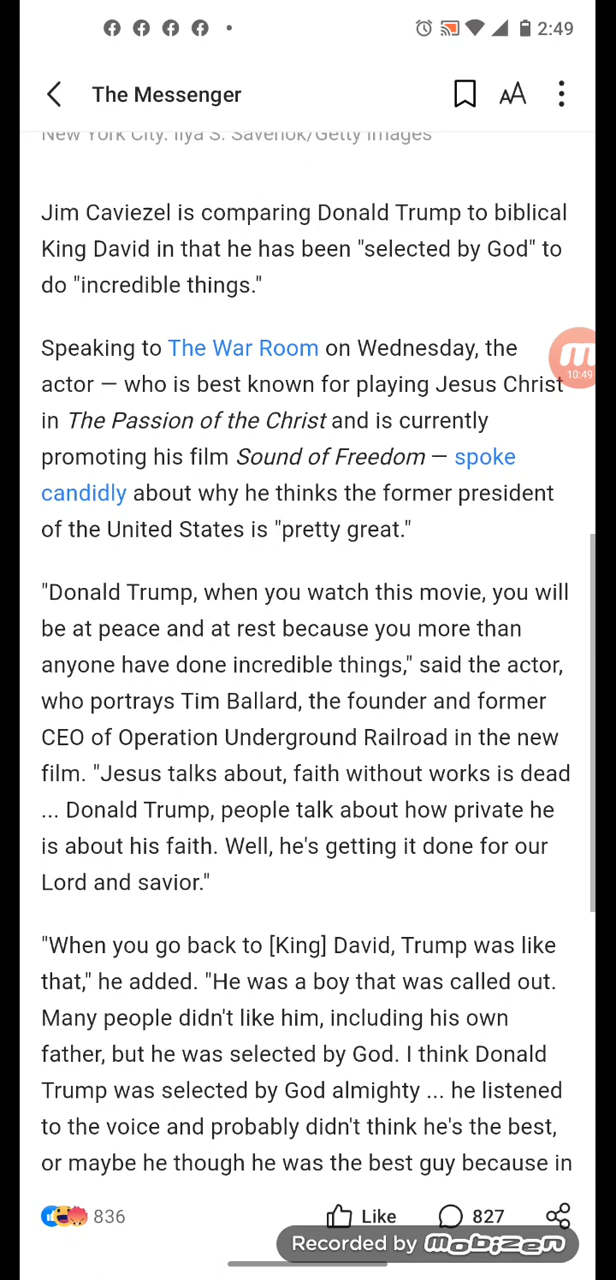 2:49
The Messenger
AA
New York City. Ilya S. Savenok/Getty Images
Jim Caviezel is comparing Donald Trump to biblical
King David in that he has been "selected by God" to
do "incredible things."
Speaking to The War Room on Wednesday, the
actor — who is best known for playing Jesus Christ
10:49
in The Passion of the Christ and is currently
promoting his film Sound of Freedom — spoke
candidly about why he thinks the former president
of the United States is "pretty great."
"Donald Trump, when you watch this movie, you will
be at peace and at rest because you more than
anyone have done incredible things," said the actor,
who portrays Tim Ballard, the founder and former
CEO of Operation Underground Railroad in the new
film. "Jesus talks about, faith without works is dead
... Donald Trump, people talk about how private he
is about his faith. Well, he's getting it done for our
Lord and savior."
"When you go back to [King] David, Trump was like
that," he added. "He was a boy that was called out.
Many people didn't like him, including his own
father, but he was selected by God. I think Donald
Trump was selected by God almighty ... he listened
to the voice and probably didn't think he's the best,
or maybe he though he was the best guy because in
836
Like
827
Recorded by mobizen